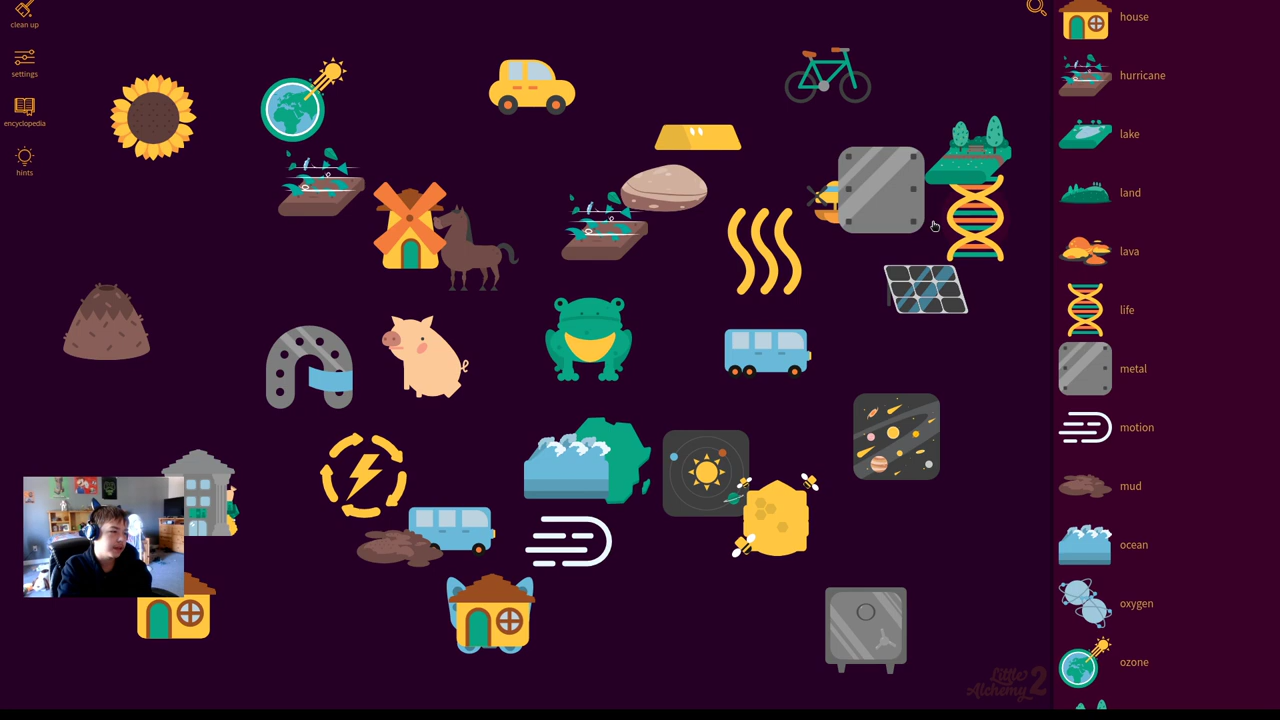 clean up
settings
encyclopedia
hints
house
hurricane
lake
land
lava
life
metal
motion
mud
ocean
oxygen
ozone
Little
Alchemy 2